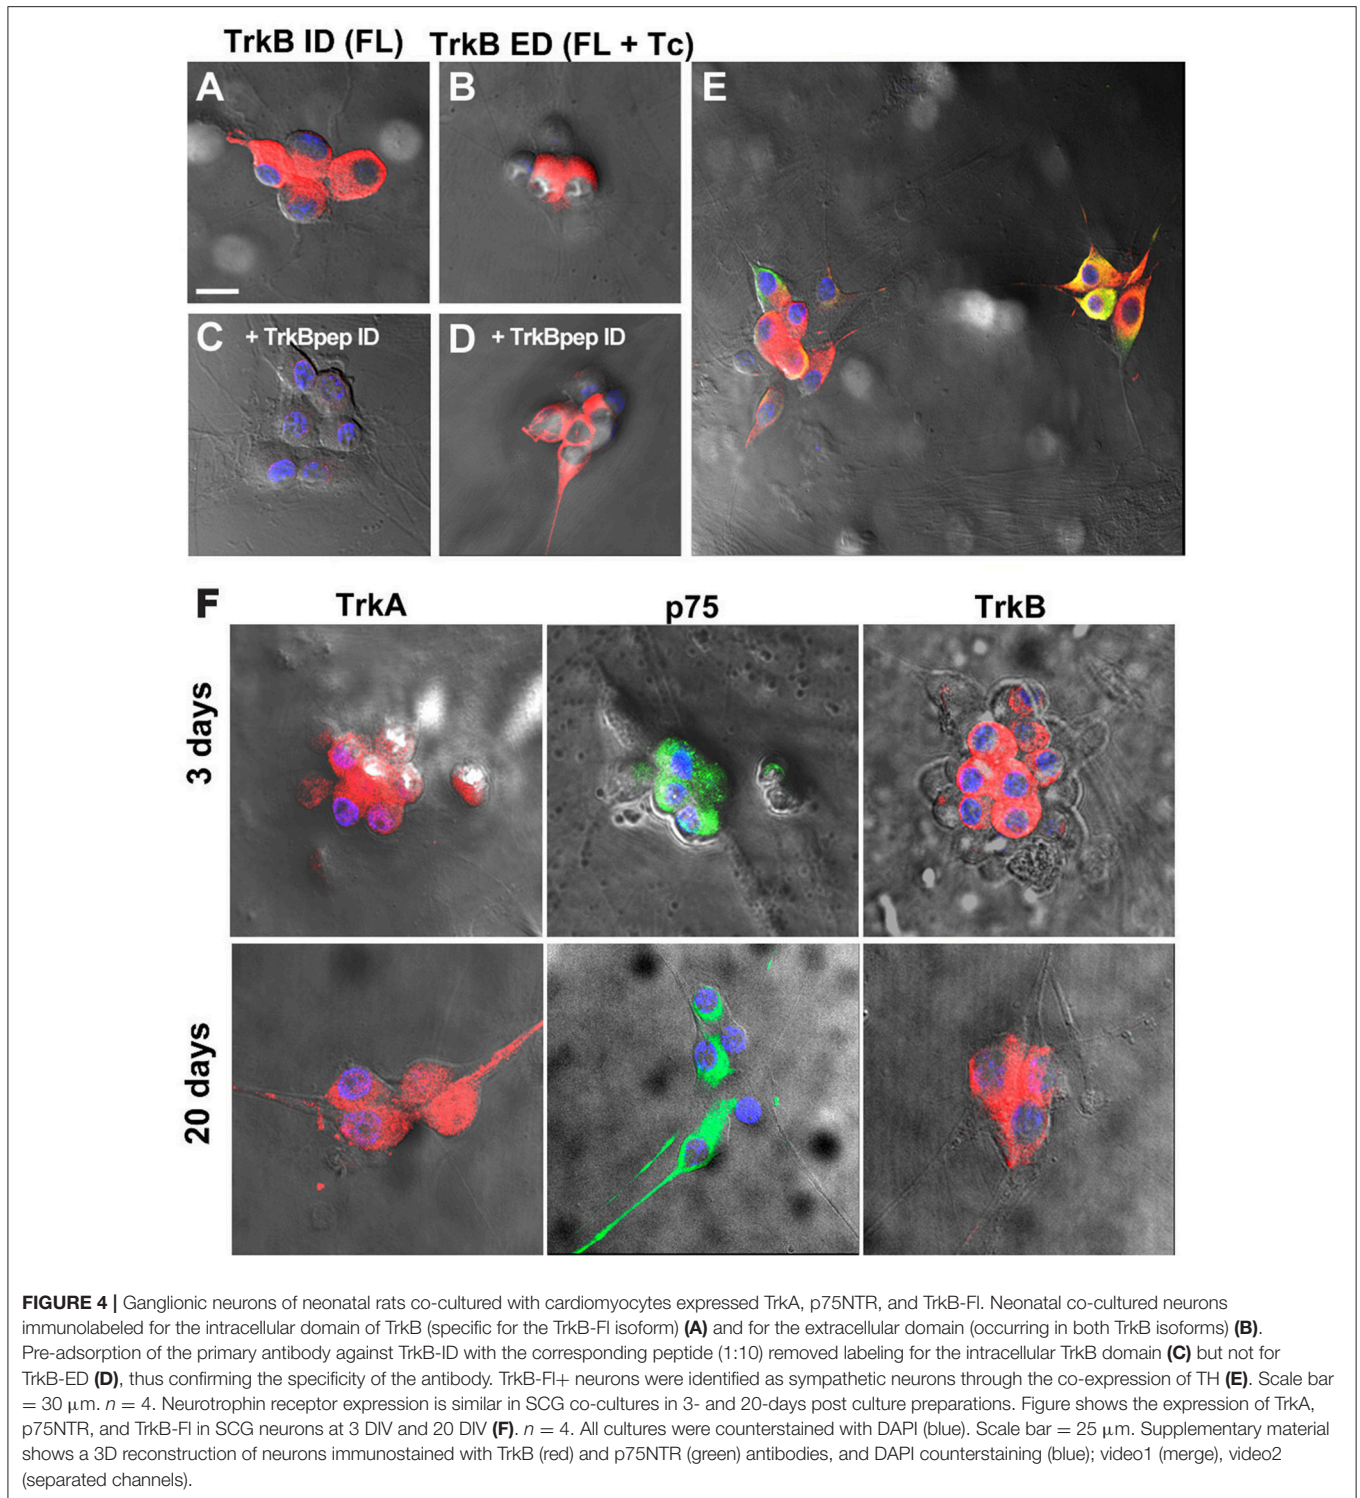 TrkB ID (FL) TrkB ED (FL + Tc)
A
B
E
C + TrkBpep ID
D + TrkBpep ID
F
TrkA p75 TrkB
3 days
20 days
FIGURE 4 | Ganglionic neurons of neonatal rats co-cultured with cardiomyocytes expressed TrkA, p75NTR, and TrkB-Fl. Neonatal co-cultured neurons
immunolabeled for the intracellular domain of TrkB (specific for the TrkB-Fl isoform) (A) and for the extracellular domain (occurring in both TrkB isoforms) (B).
Pre-adsorption of the primary antibody against TrkB-ID with the corresponding peptide (1:10) removed labeling for the intracellular TrkB domain (C) but not for
TrkB-ED (D), thus confirming the specificity of the antibody. TrkB-Fl+ neurons were identified as sympathetic neurons through the co-expression of TH (E). Scale bar
= 30 μm. n = 4. Neurotrophin receptor expression is similar in SCG co-cultures in 3- and 20-days post culture preparations. Figure shows the expression of TrkA,
p75NTR, and TrkB-Fl in SCG neurons at 3 DIV and 20 DIV (F). n = 4. All cultures were counterstained with DAPI (blue). Scale bar = 25 μm. Supplementary material
shows a 3D reconstruction of neurons immunostained with TrkB (red) and p75NTR (green) antibodies, and DAPI counterstaining (blue); video1 (merge), video2
(separated channels).